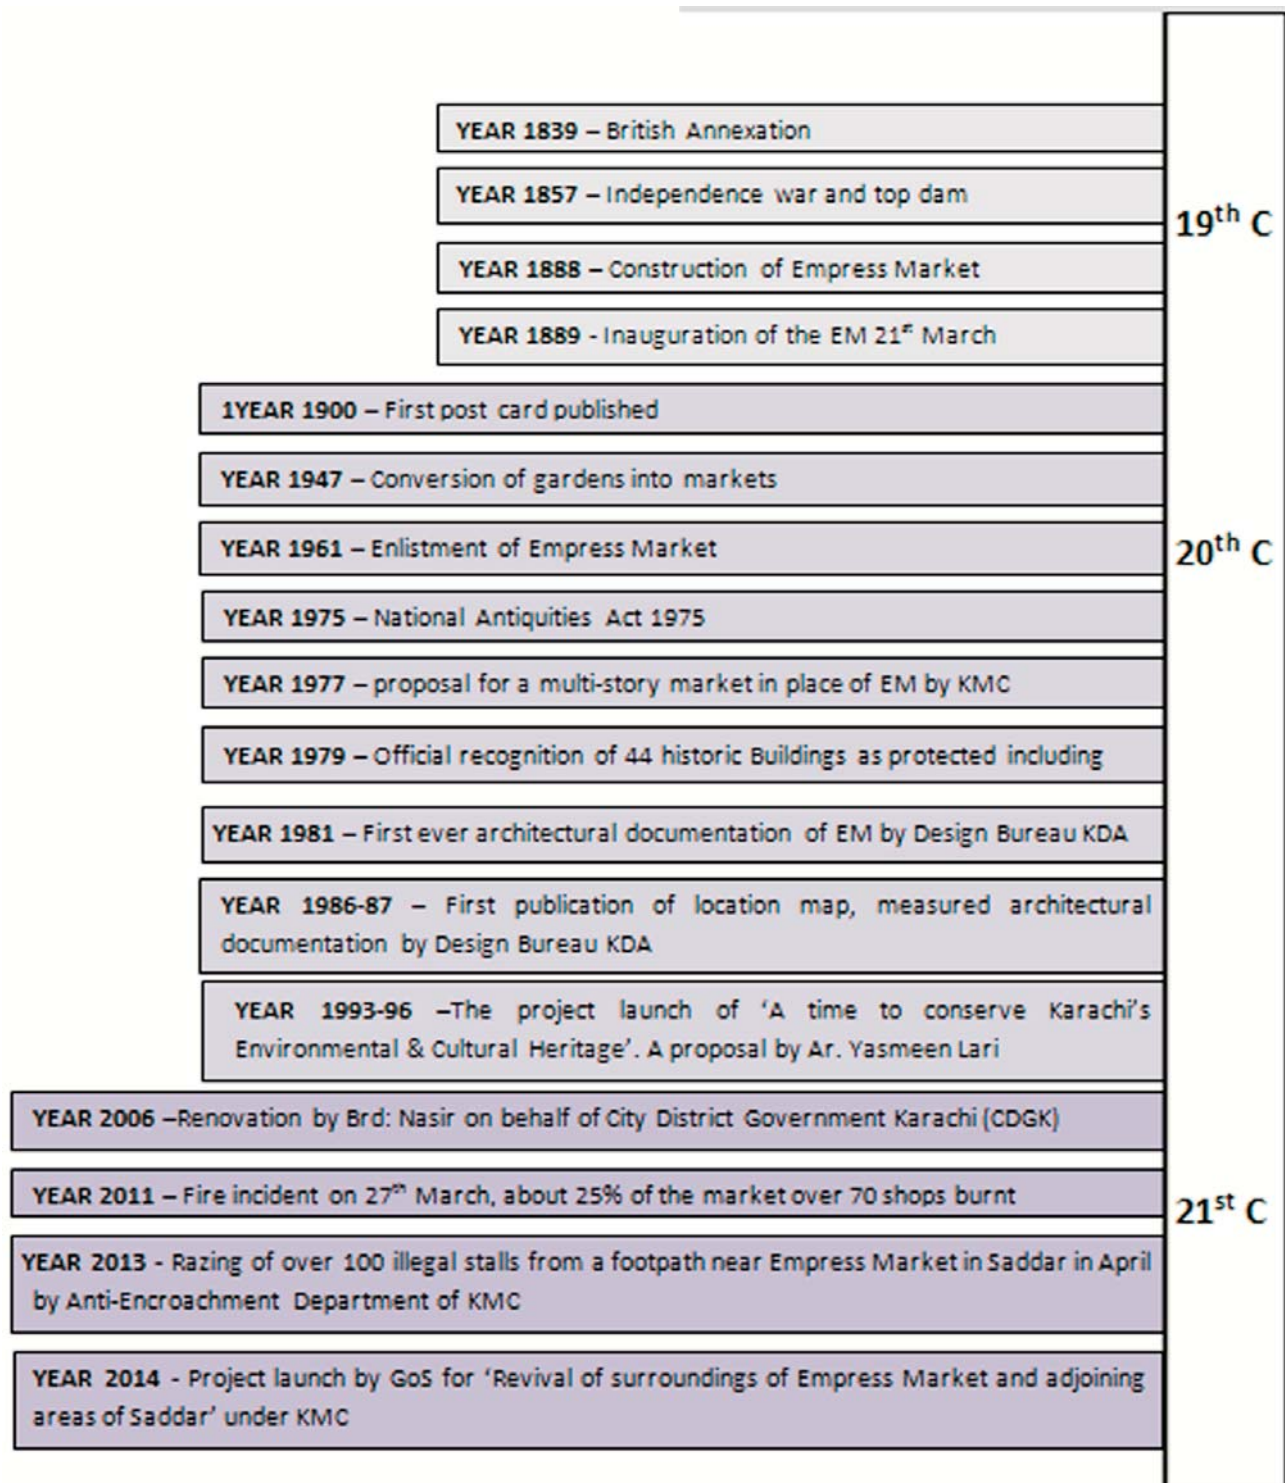 YEAR 1839 – British Annexation
YEAR 1857 – Independence war and top dam
19th C
YEAR 1888 – Construction of Empress Market
YEAR 1889 - Inauguration of the EM 21st March
1YEAR 1900 – First post card published
YEAR 1947 – Conversion of gardens into markets
YEAR 1961 – Enlistment of Empress Market
20th C
YEAR 1975 – National Antiquities Act 1975
YEAR 1977 – proposal for a multi-story market in place of EM by KMC
YEAR 1979 – Official recognition of 44 historic Buildings as protected including
YEAR 1981 – First ever architectural documentation of EM by Design Bureau KDA
YEAR 1986-87 – First publication of location map, measured architectural
documentation by Design Bureau KDA
YEAR 1993-96 –The project launch of ‘A time to conserve Karachi’s
Environmental & Cultural Heritage’. A proposal by Ar. Yasmeen Lari
YEAR 2006 –Renovation by Brd: Nasir on behalf of City District Government Karachi (CDGK)
YEAR 2011 – Fire incident on 27th March, about 25% of the market over 70 shops burnt
21st C
YEAR 2013 - Razing of over 100 illegal stalls from a footpath near Empress Market in Saddar in April
by Anti-Encroachment Department of KMC
YEAR 2014 - Project launch by GoS for ‘Revival of surroundings of Empress Market and adjoining
areas of Saddar’ under KMC